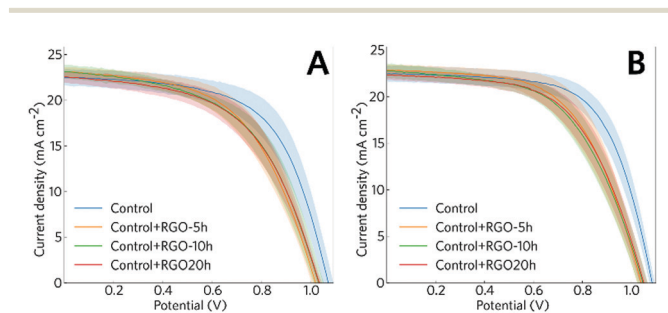 A
25
20
15
10
5
0
Current density (mA cm-2)
Control
Control+RGO-5h
Control+RGO-10h
Control+RGO20h
0.2 0.4 0.6 0.8 1.0
Potential (V)
B
25
20
15
10
5
0
Current density (mA cm-2)
Control
Control+RGO-5h
Control+RGO-10h
Control+RGO20h
0.2 0.4 0.6 0.8 1.0
Potential (V)